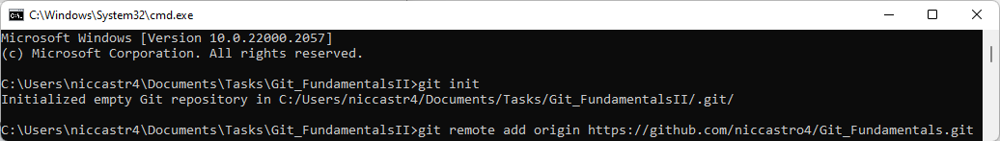 C:\Windows\System32\cmd.exe
Microsoft Windows [Version 10.0.22000.2057]
(c) Microsoft Corporation. All rights reserved.
C:\Users\niccastr4\Documents\Tasks\Git_FundamentalsII>git init
Initialized empty Git repository in C:/Users/niccastr4/Documents/Tasks/Git_FundamentalsII/.git/
C:\Users\niccastr4\Documents\Tasks\Git_FundamentalsII>git remote add origin https://github.com/niccastro4/Git_Fundamentals.git